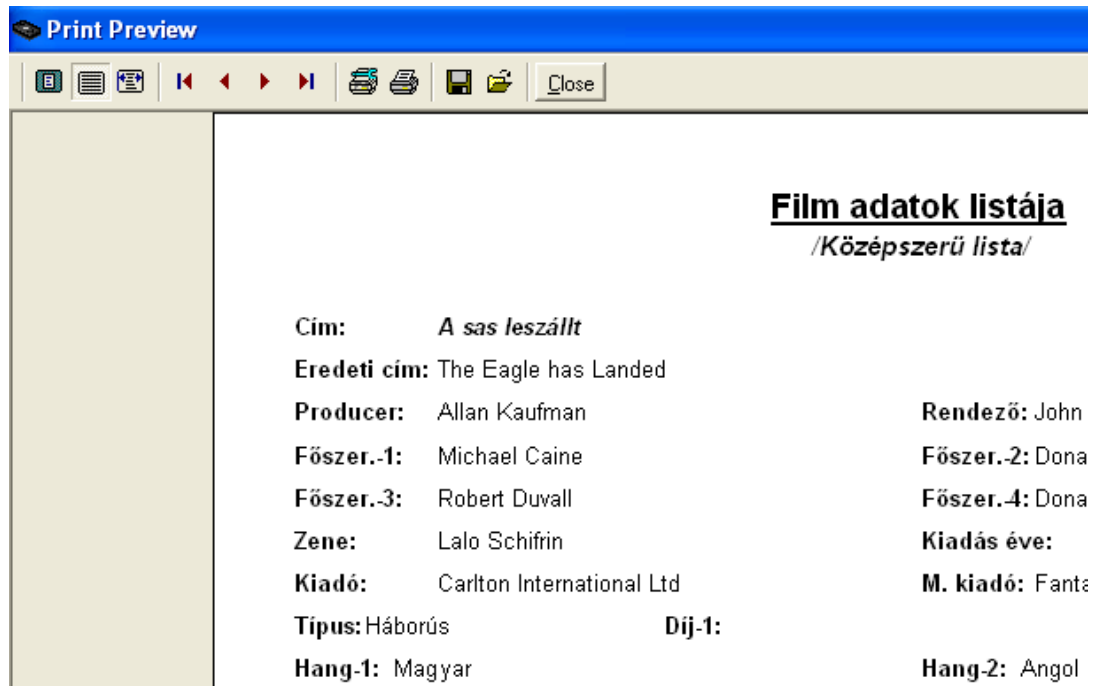 Print Preview
Close
Film adatok listája
/Középszerű lista/
Cím: A sas leszállt
Eredeti cím: The Eagle has Landed
Producer: Allan Kaufman Rendező: John
Főszer.-1: Michael Caine Főszer.-2: Dona
Főszer.-3: Robert Duvall Főszer.-4: Dona
Zene: Lalo Schifrin Kiadás éve:
Kiadó: Carlton International Ltd M. kiadó: Fanta
Típus: Háborús Díj-1:
Hang-1: Magyar Hang-2: Angol